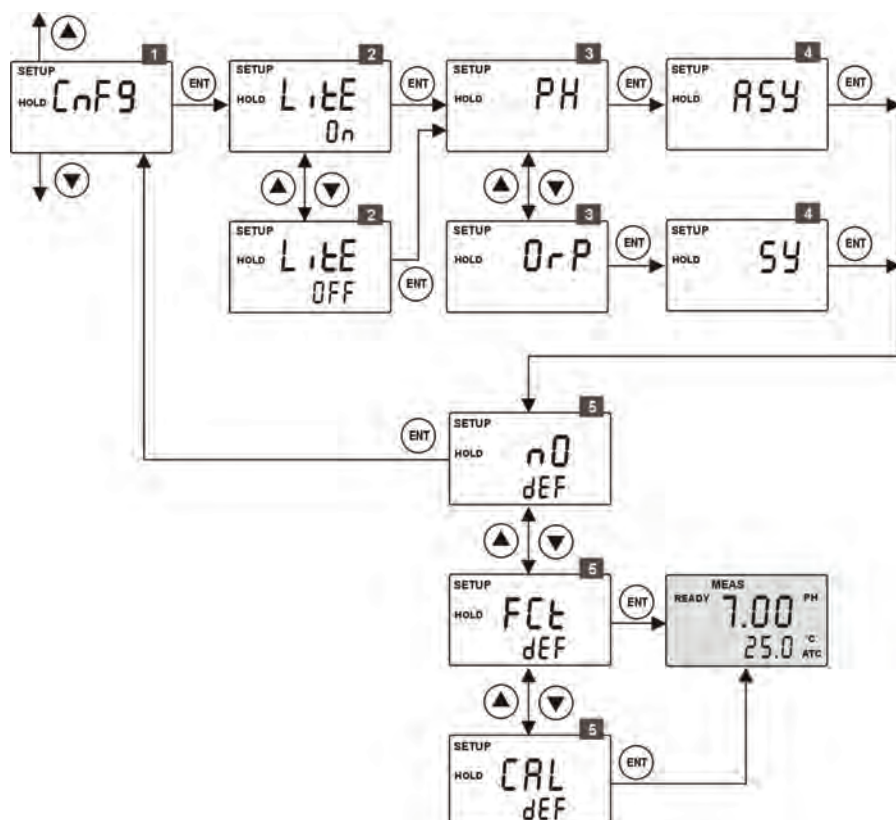 1
SETUP
HOLD CnF9
ENT
2
SETUP
HOLD LitE
On
ENT
3
SETUP
HOLD PH
ENT
4
SETUP
HOLD ASY
ENT
2
SETUP
HOLD LitE
OFF
ENT
3
SETUP
HOLD OrP
ENT
4
SETUP
HOLD SY
ENT
5
SETUP
HOLD nO
dEF
ENT
5
SETUP
HOLD FCt
dEF
ENT
MEAS
READY 7.00 PH
25.0 °C
ATC
5
SETUP
HOLD CAL
dEF
ENT